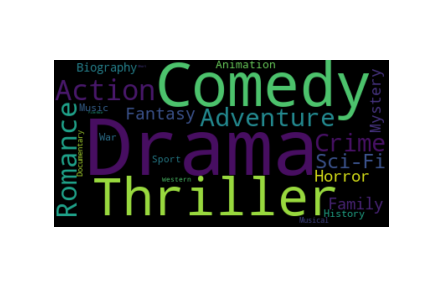 Biography
Animation
Comedy
Action
Mystery
Music
Fantasy
Adventure
Romance
Documentary
Drama
War
Crime
Sport
Sci-Fi
Horror
Thriller
western
Family
History
Musical